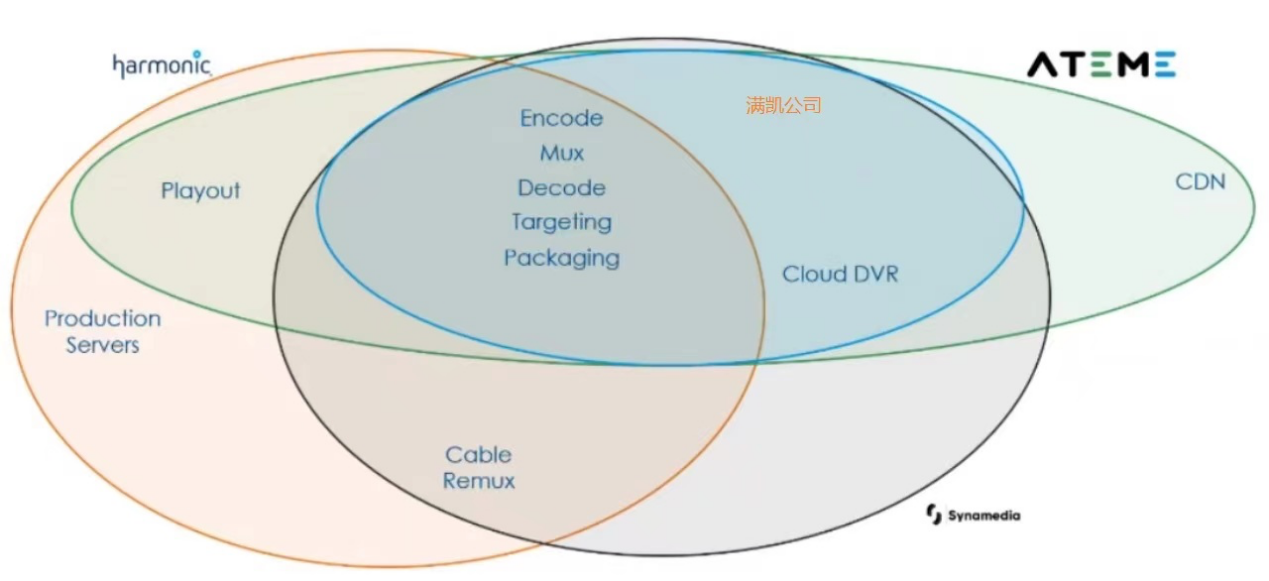 harmonic
ATEME
满凯公司
Encode
Mux
Decode
Targeting
Packaging
Playout
CDN
Cloud DVR
Production
Servers
Cable
Remux
Synamedia